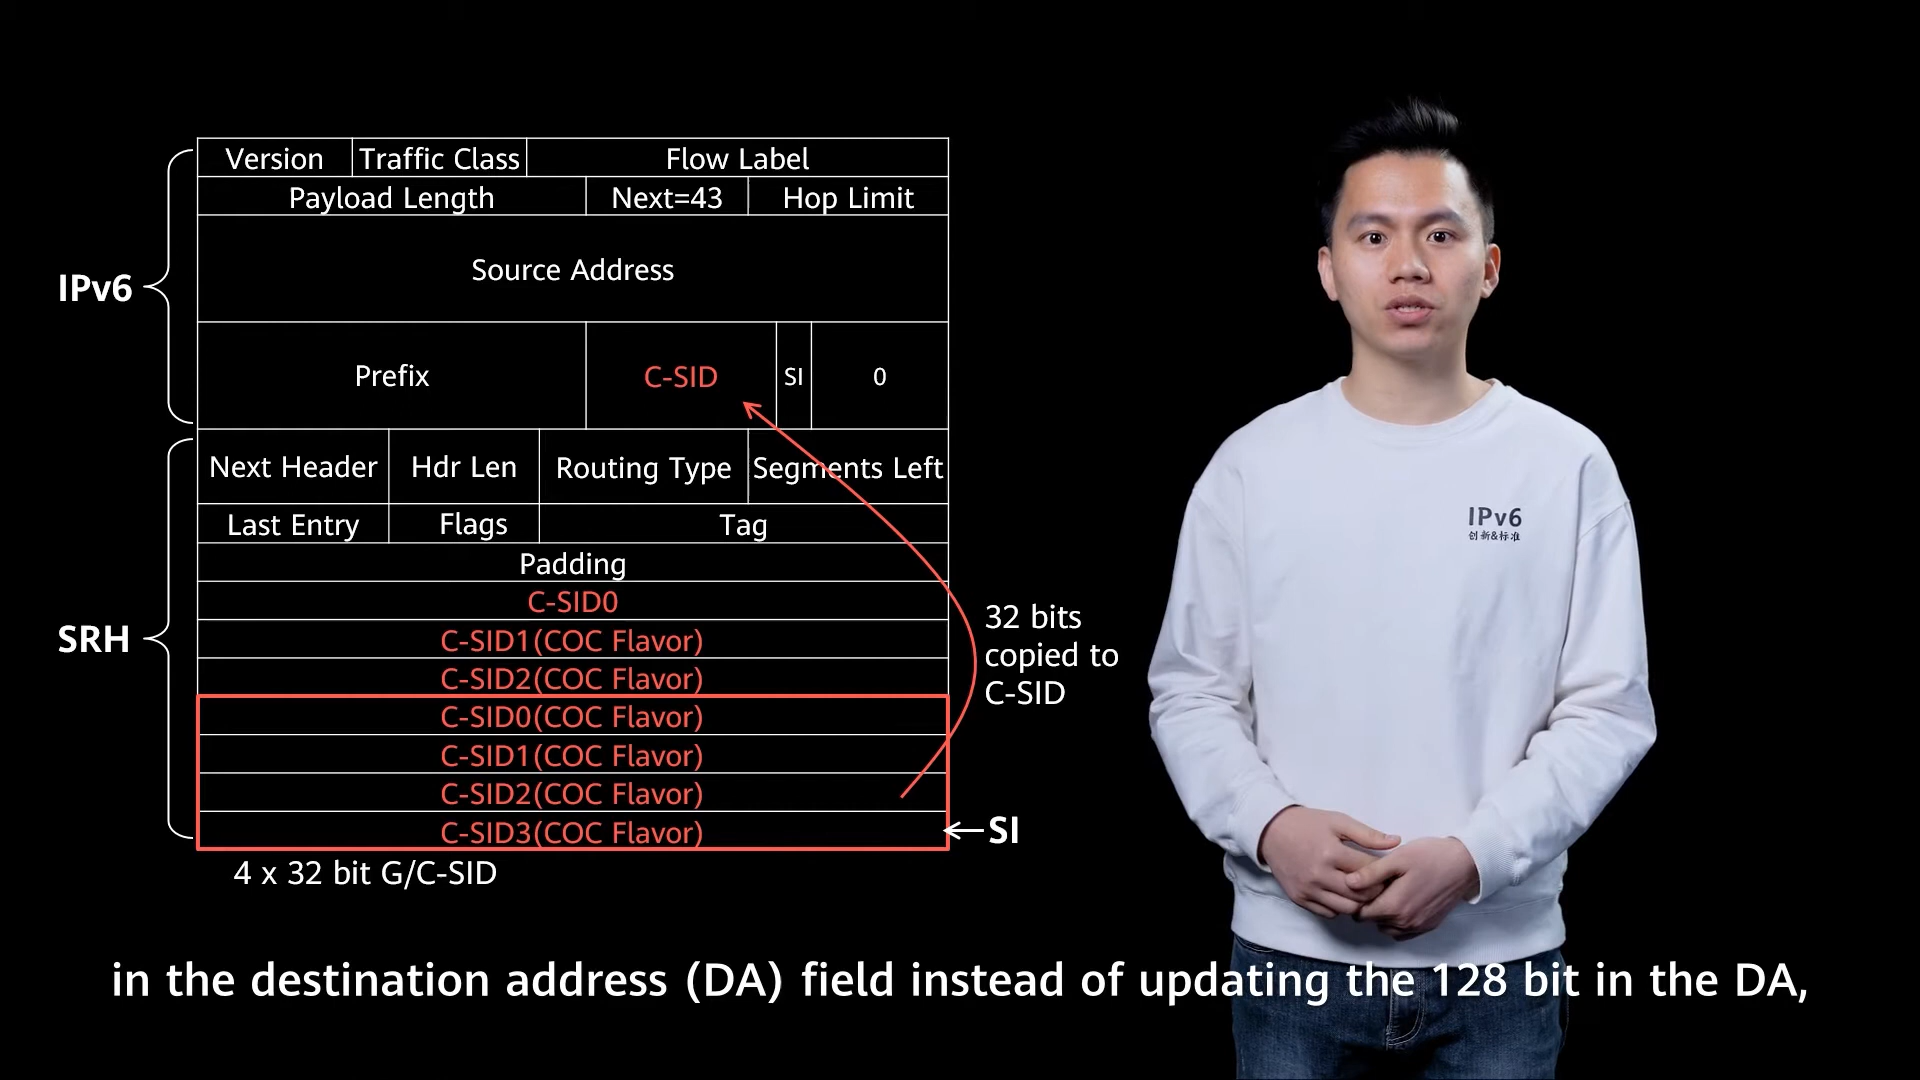 Version Traffic Class Flow Label
Payload Length Next=43 Hop Limit
Source Address
IPv6
Prefix C-SID SI 0
Next Header Hdr Len Routing Type Segments Left
Last Entry Flags Tag
Padding
C-SID0
SRH
C-SID1(COC Flavor)
C-SID2(COC Flavor)
C-SID0(COC Flavor)
C-SID1(COC Flavor)
C-SID2(COC Flavor)
C-SID3(COC Flavor)
32 bits
copied to
C-SID
SI
4 x 32 bit G/C-SID
IPv6
创新&标准
in the destination address (DA) field instead of updating the 128 bit in the DA,